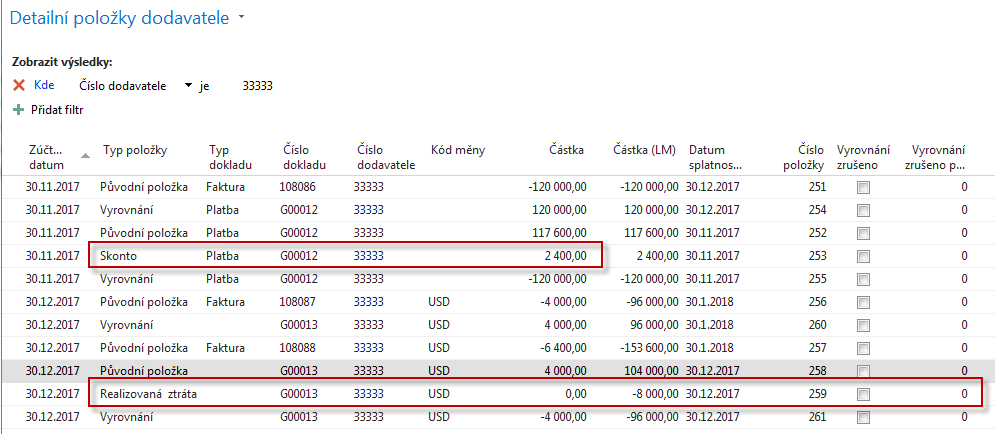 Detailní položky dodavatele
Zobrazit výsledky:
Kde Číslo dodavatele je 33333
Přidat filtr
Zúčt... datum Typ položky Typ dokladu Číslo dokladu Číslo dodavatele Kód měny Částka Částka (LM) Datum splatnos... Číslo položky Vyrovnání zrušeno Vyrovnání zrušeno p...
30.11.2017 Původní položka Faktura 108086 33333 -120 000,00 -120 000,00 30.12.2017 251 0
30.11.2017 Vyrovnání Platba G00012 33333 120 000,00 120 000,00 30.12.2017 254 0
30.11.2017 Původní položka Platba G00012 33333 117 600,00 117 600,00 30.11.2017 252 0
30.11.2017 Skonto Platba G00012 33333 2 400,00 2 400,00 30.11.2017 253 0
30.11.2017 Vyrovnání Platba G00012 33333 -120 000,00 -120 000,00 30.11.2017 255 0
30.12.2017 Původní položka Faktura 108087 33333 USD -4 000,00 -96 000,00 30.1.2018 256 0
30.12.2017 Vyrovnání G00013 33333 USD 4 000,00 96 000,00 30.1.2018 260 0
30.12.2017 Původní položka Faktura 108088 33333 USD -6 400,00 -153 600,00 30.1.2018 257 0
30.12.2017 Původní položka G00013 33333 USD 4 000,00 104 000,00 30.12.2017 258 0
30.12.2017 Realizovaná ztráta G00013 33333 USD 0,00 -8 000,00 30.12.2017 259 0
30.12.2017 Vyrovnání G00013 33333 USD -4 000,00 -96 000,00 30.12.2017 261 0